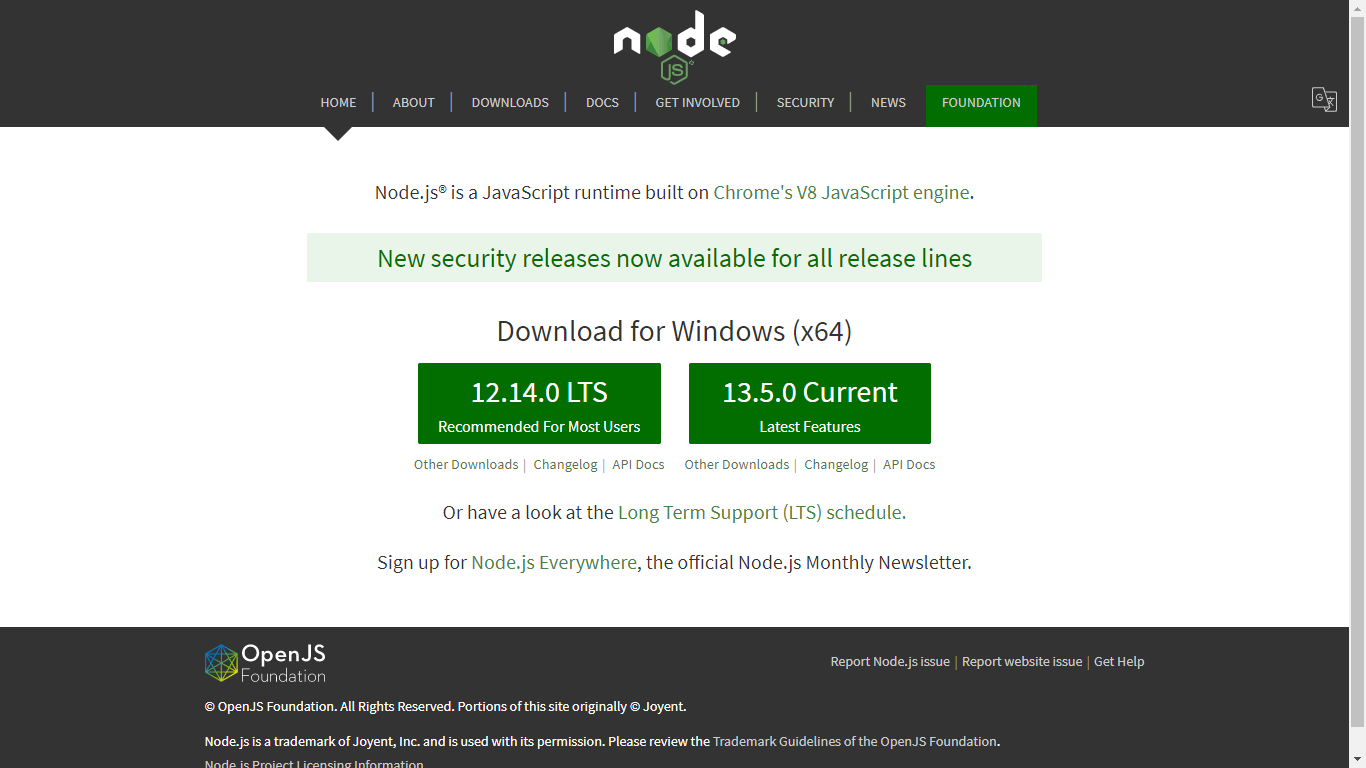 node
JS
HOME | ABOUT | DOWNLOADS | DOCS | GET INVOLVED | SECURITY | NEWS FOUNDATION
Node.js® is a JavaScript runtime built on Chrome's V8 JavaScript engine.
New security releases now available for all release lines
Download for Windows (x64)
12.14.0 LTS
Recommended For Most Users
13.5.0 Current
Latest Features
Other Downloads | Changelog | API Docs
Other Downloads | Changelog | API Docs
Or have a look at the Long Term Support (LTS) schedule.
Sign up for Node.js Everywhere, the official Node.js Monthly Newsletter.
OpenJS
Foundation
Report Node.js issue | Report website issue | Get Help
© OpenJS Foundation. All Rights Reserved. Portions of this site originally © Joyent.
Node.js is a trademark of Joyent, Inc. and is used with its permission. Please review the Trademark Guidelines of the OpenJS Foundation.
Node.js Project Licensing Information